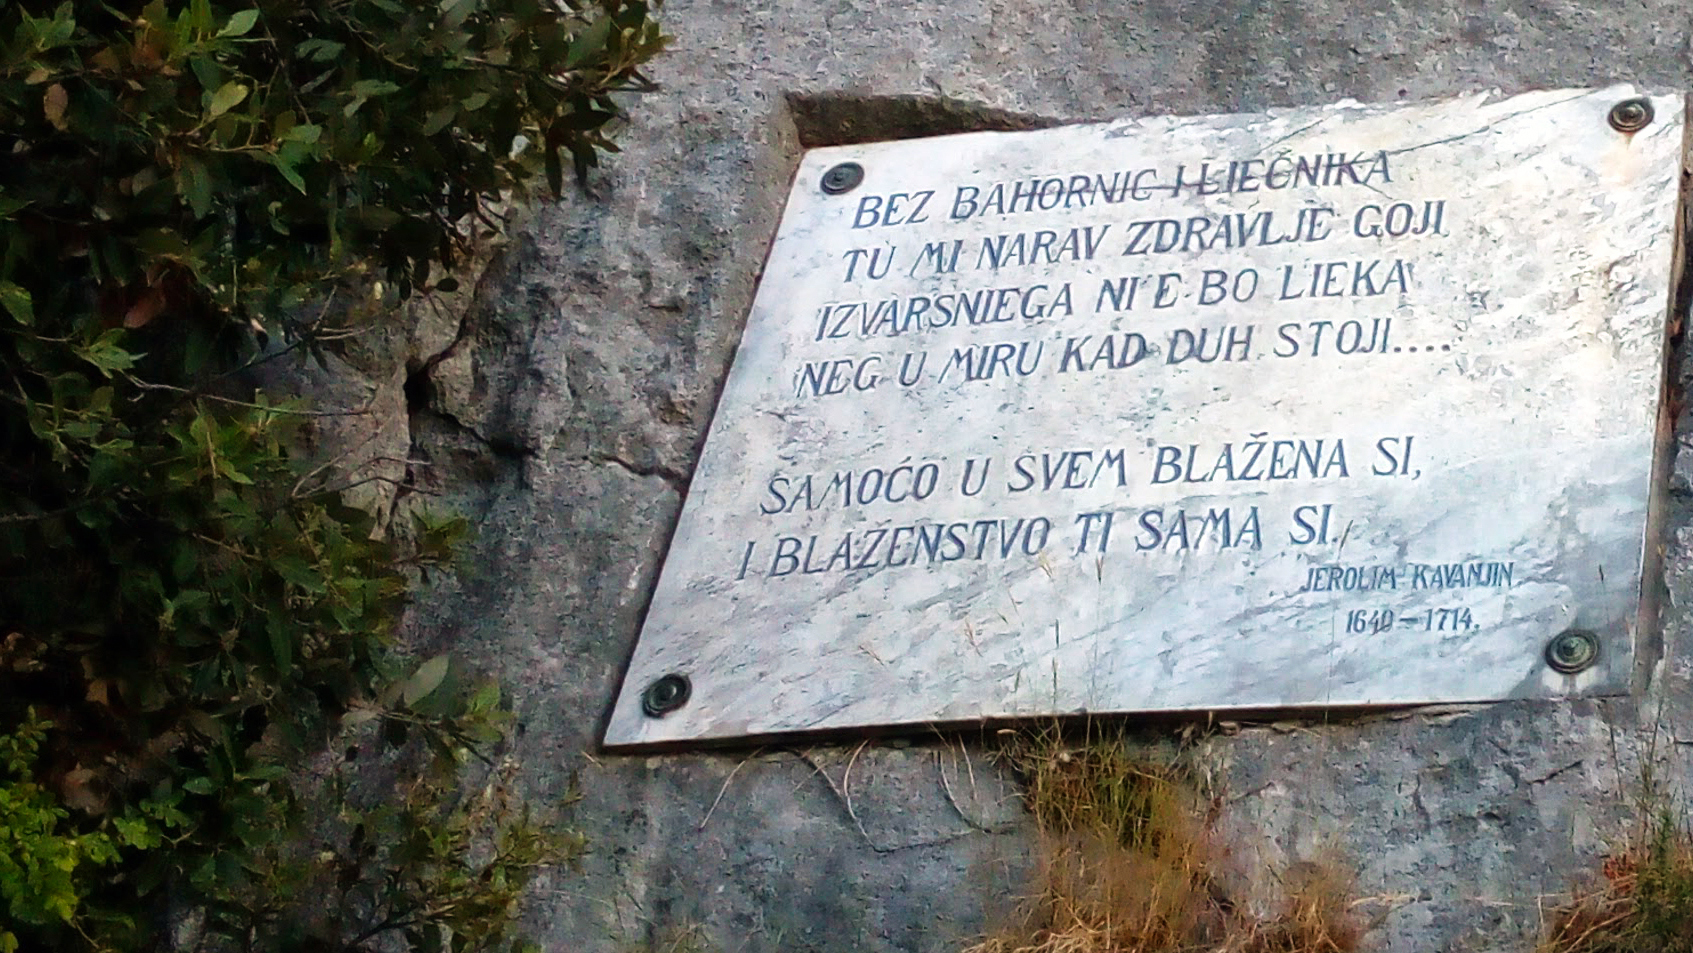 BEZ BAHORNIC I LIEČNIKA
TU MI NARAV ZDRAVLJE GOJI
IZVARSNIEGA NI'E BO LIEKA
NEG U MIRU KAD DUH STOJI....
SAMOĆO U SVEM BLAŽENA SI,
I BLAŽENSTVO TI SAMA SI.
JEROLIM KAVANJIN
1640-1714.